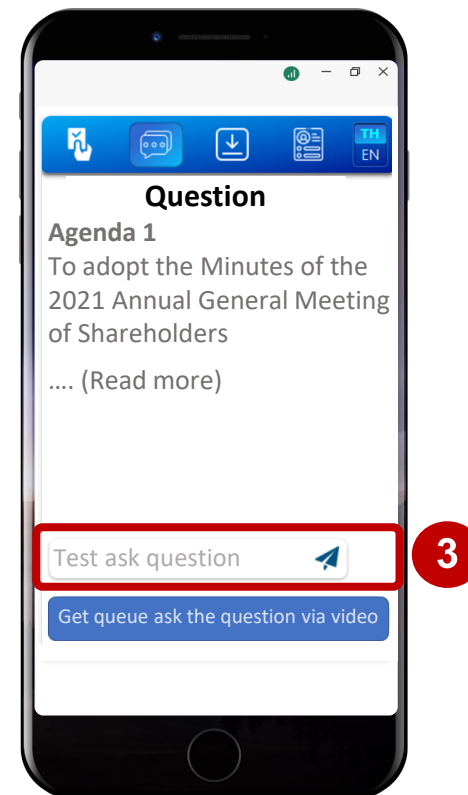 TH
EN
Question
Agenda 1
To adopt the Minutes of the
2021 Annual General Meeting
of Shareholders
.... (Read more)
Test ask question
3
Get queue ask the question via video